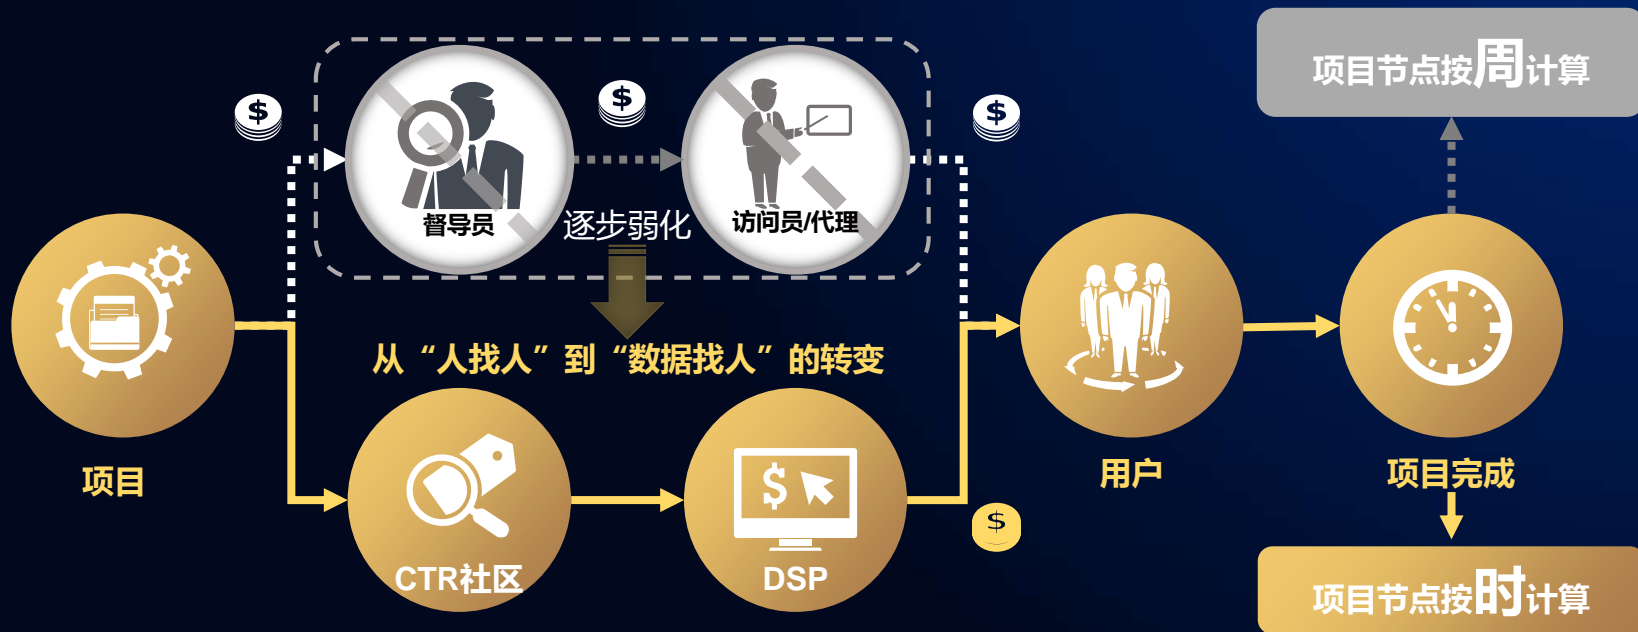 项目节点按周计算
$
$
$
督导员
逐步弱化
访问员/代理
从“人找人”到“数据找人”的转变
项目
用户
项目完成
$
$
CTR社区
DSP
项目节点按时计算